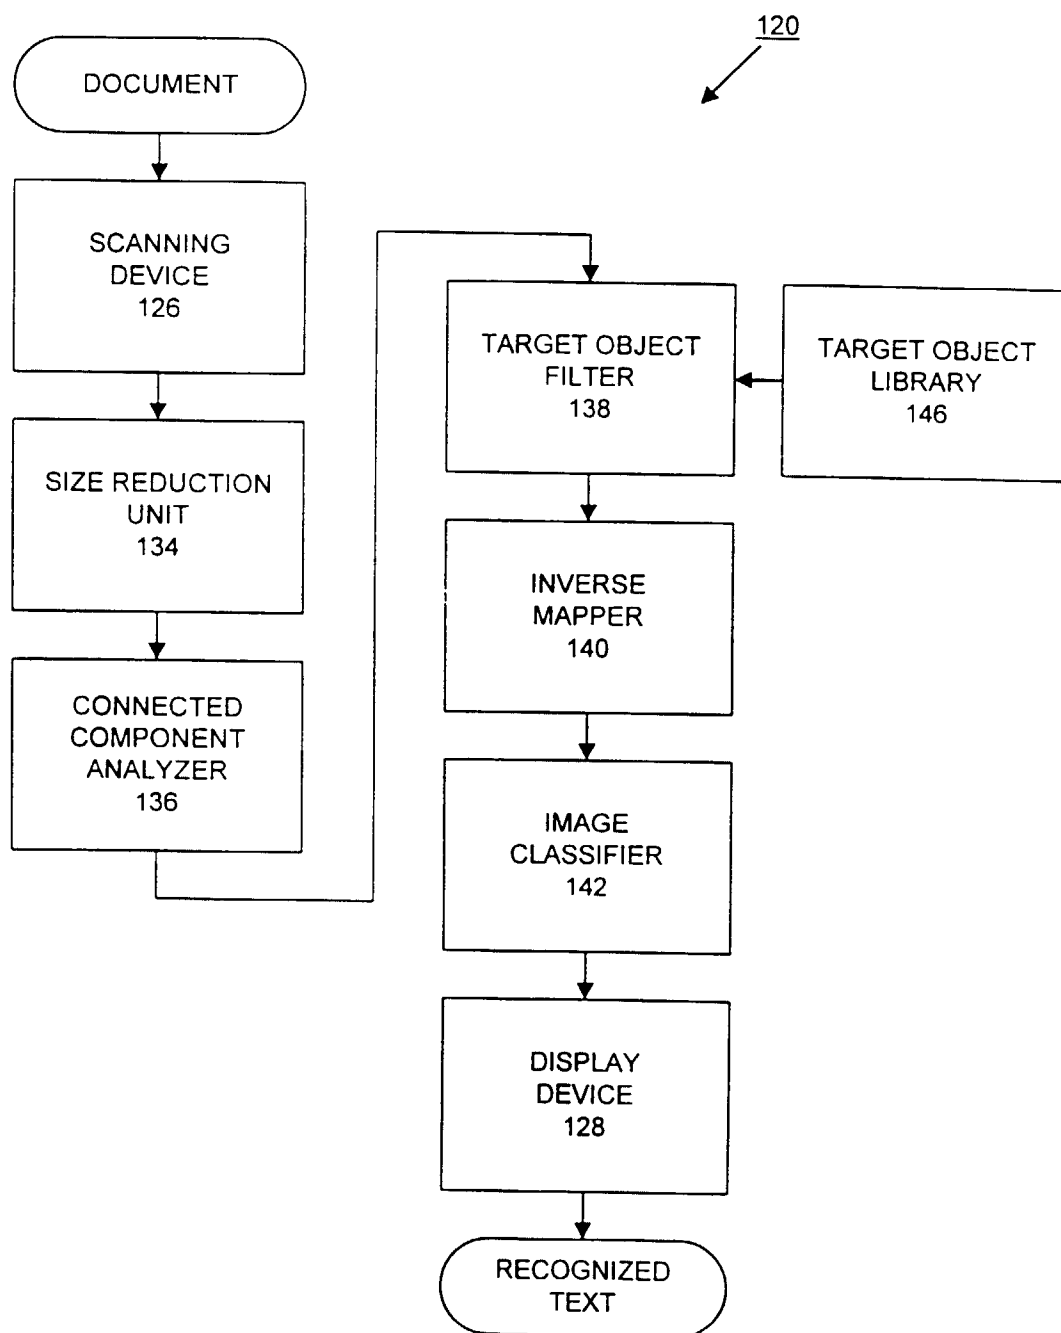 120
DOCUMENT
SCANNING
DEVICE
126
SIZE REDUCTION
UNIT
134
CONNECTED
COMPONENT
ANALYZER
136
TARGET OBJECT
FILTER
138
TARGET OBJECT
LIBRARY
146
INVERSE
MAPPER
140
IMAGE
CLASSIFIER
142
DISPLAY
DEVICE
128
RECOGNIZED
TEXT